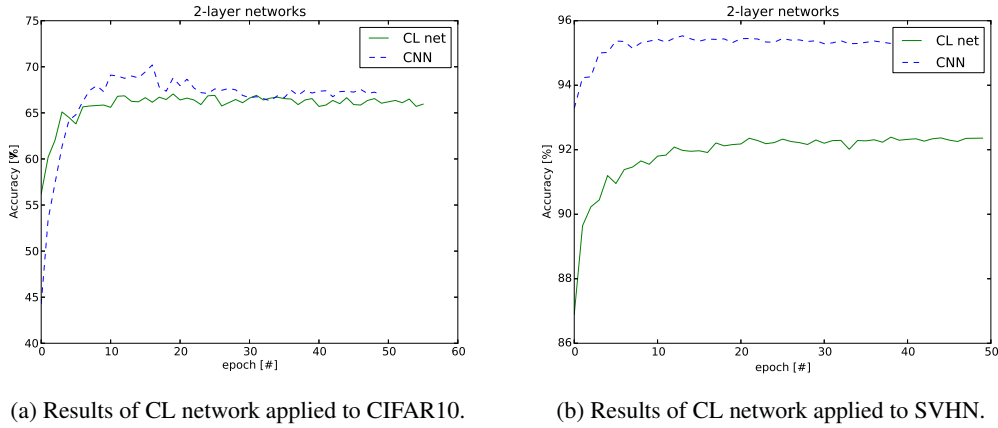 2-layer networks
75
70
65
60
55
50
45
40
Accuracy [%]
CL net
CNN
0
10
20
30
40
50
60
epoch [#]
(a) Results of CL network applied to CIFAR10.
2-layer networks
96
94
92
90
88
86
Accuracy [%]
CL net
CNN
0
10
20
30
40
50
epoch [#]
(b) Results of CL network applied to SVHN.